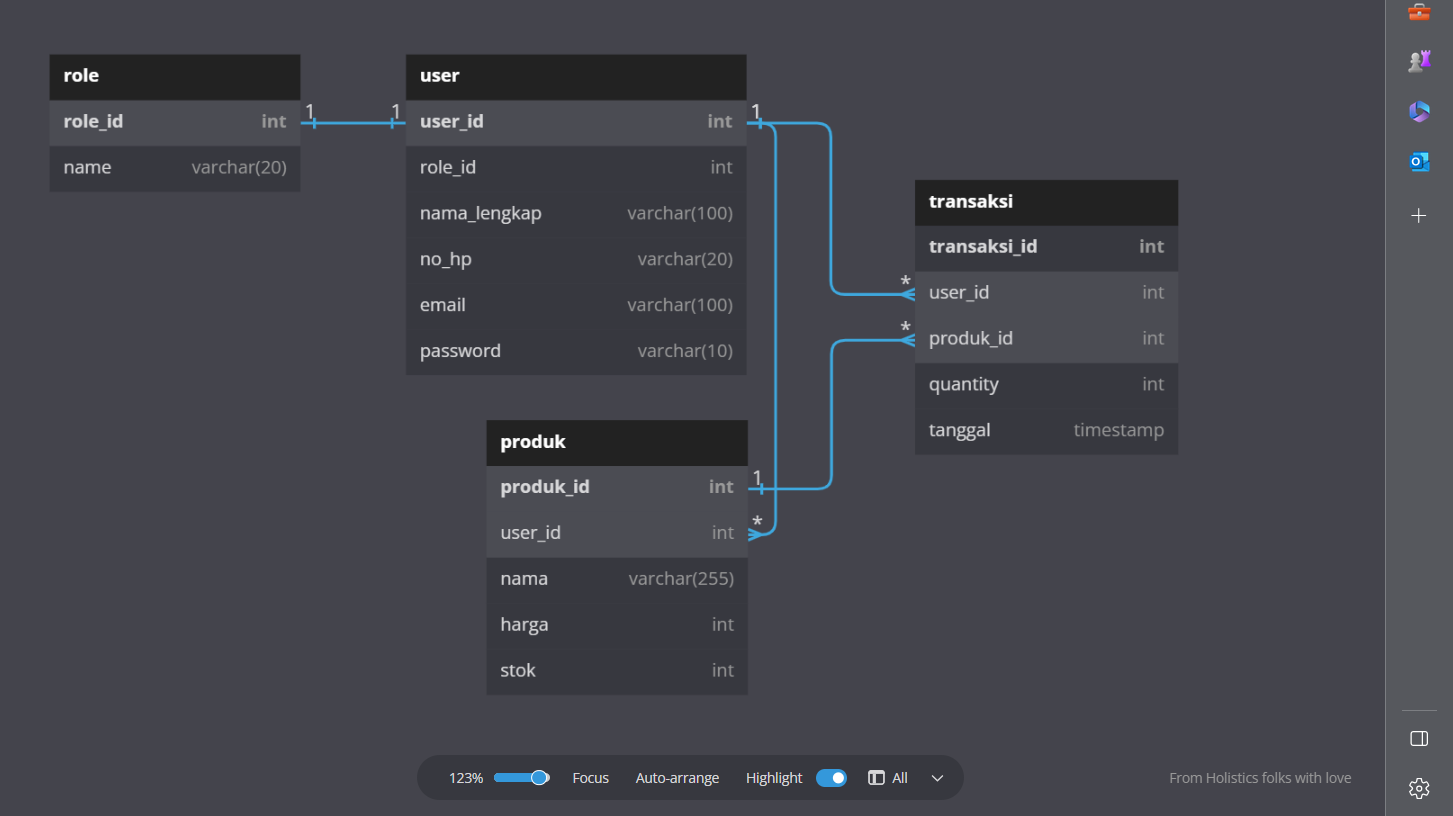 role
role_id int
name varchar(20)
1 1
user
user_id int
role_id int
nama_lengkap varchar(100)
no_hp varchar(20)
email varchar(100)
password varchar(10)
1
transaksi
transaksi_id int
user_id int
produk_id int
quantity int
tanggal timestamp
*
*
produk
produk_id int
user_id int
nama varchar(255)
harga int
stok int
1
*
123% Focus Auto-arrange Highlight All
From Holistics folks with love